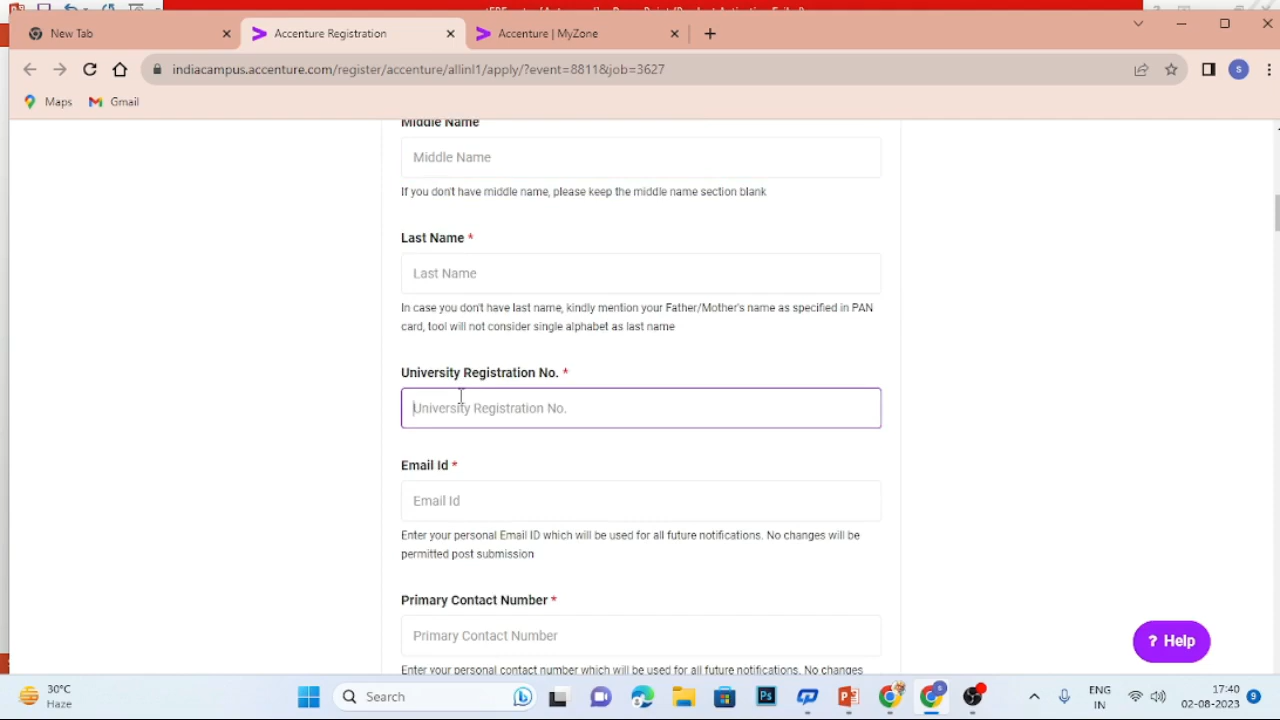 New Tab
Accenture Registration
Accenture | MyZone
indiacampus.accenture.com/register/accenture/allinl1/apply/?event=8811&job=3627
S
Maps
Gmail
Middle Name
Middle Name
If you don't have middle name, please keep the middle name section blank
Last Name *
Last Name
In case you don't have last name, kindly mention your Father/Mother's name as specified in PAN
card, tool will not consider single alphabet as last name
University Registration No. *
University Registration No.
Email Id *
Email Id
Enter your personal Email ID which will be used for all future notifications. No changes will be
permitted post submission
Primary Contact Number *
Primary Contact Number
Enter your personal contact number which will be used for all future notifications. No changes
? Help
30°C
Haze
Search
ENG
IN
17:40
02-08-2023
9